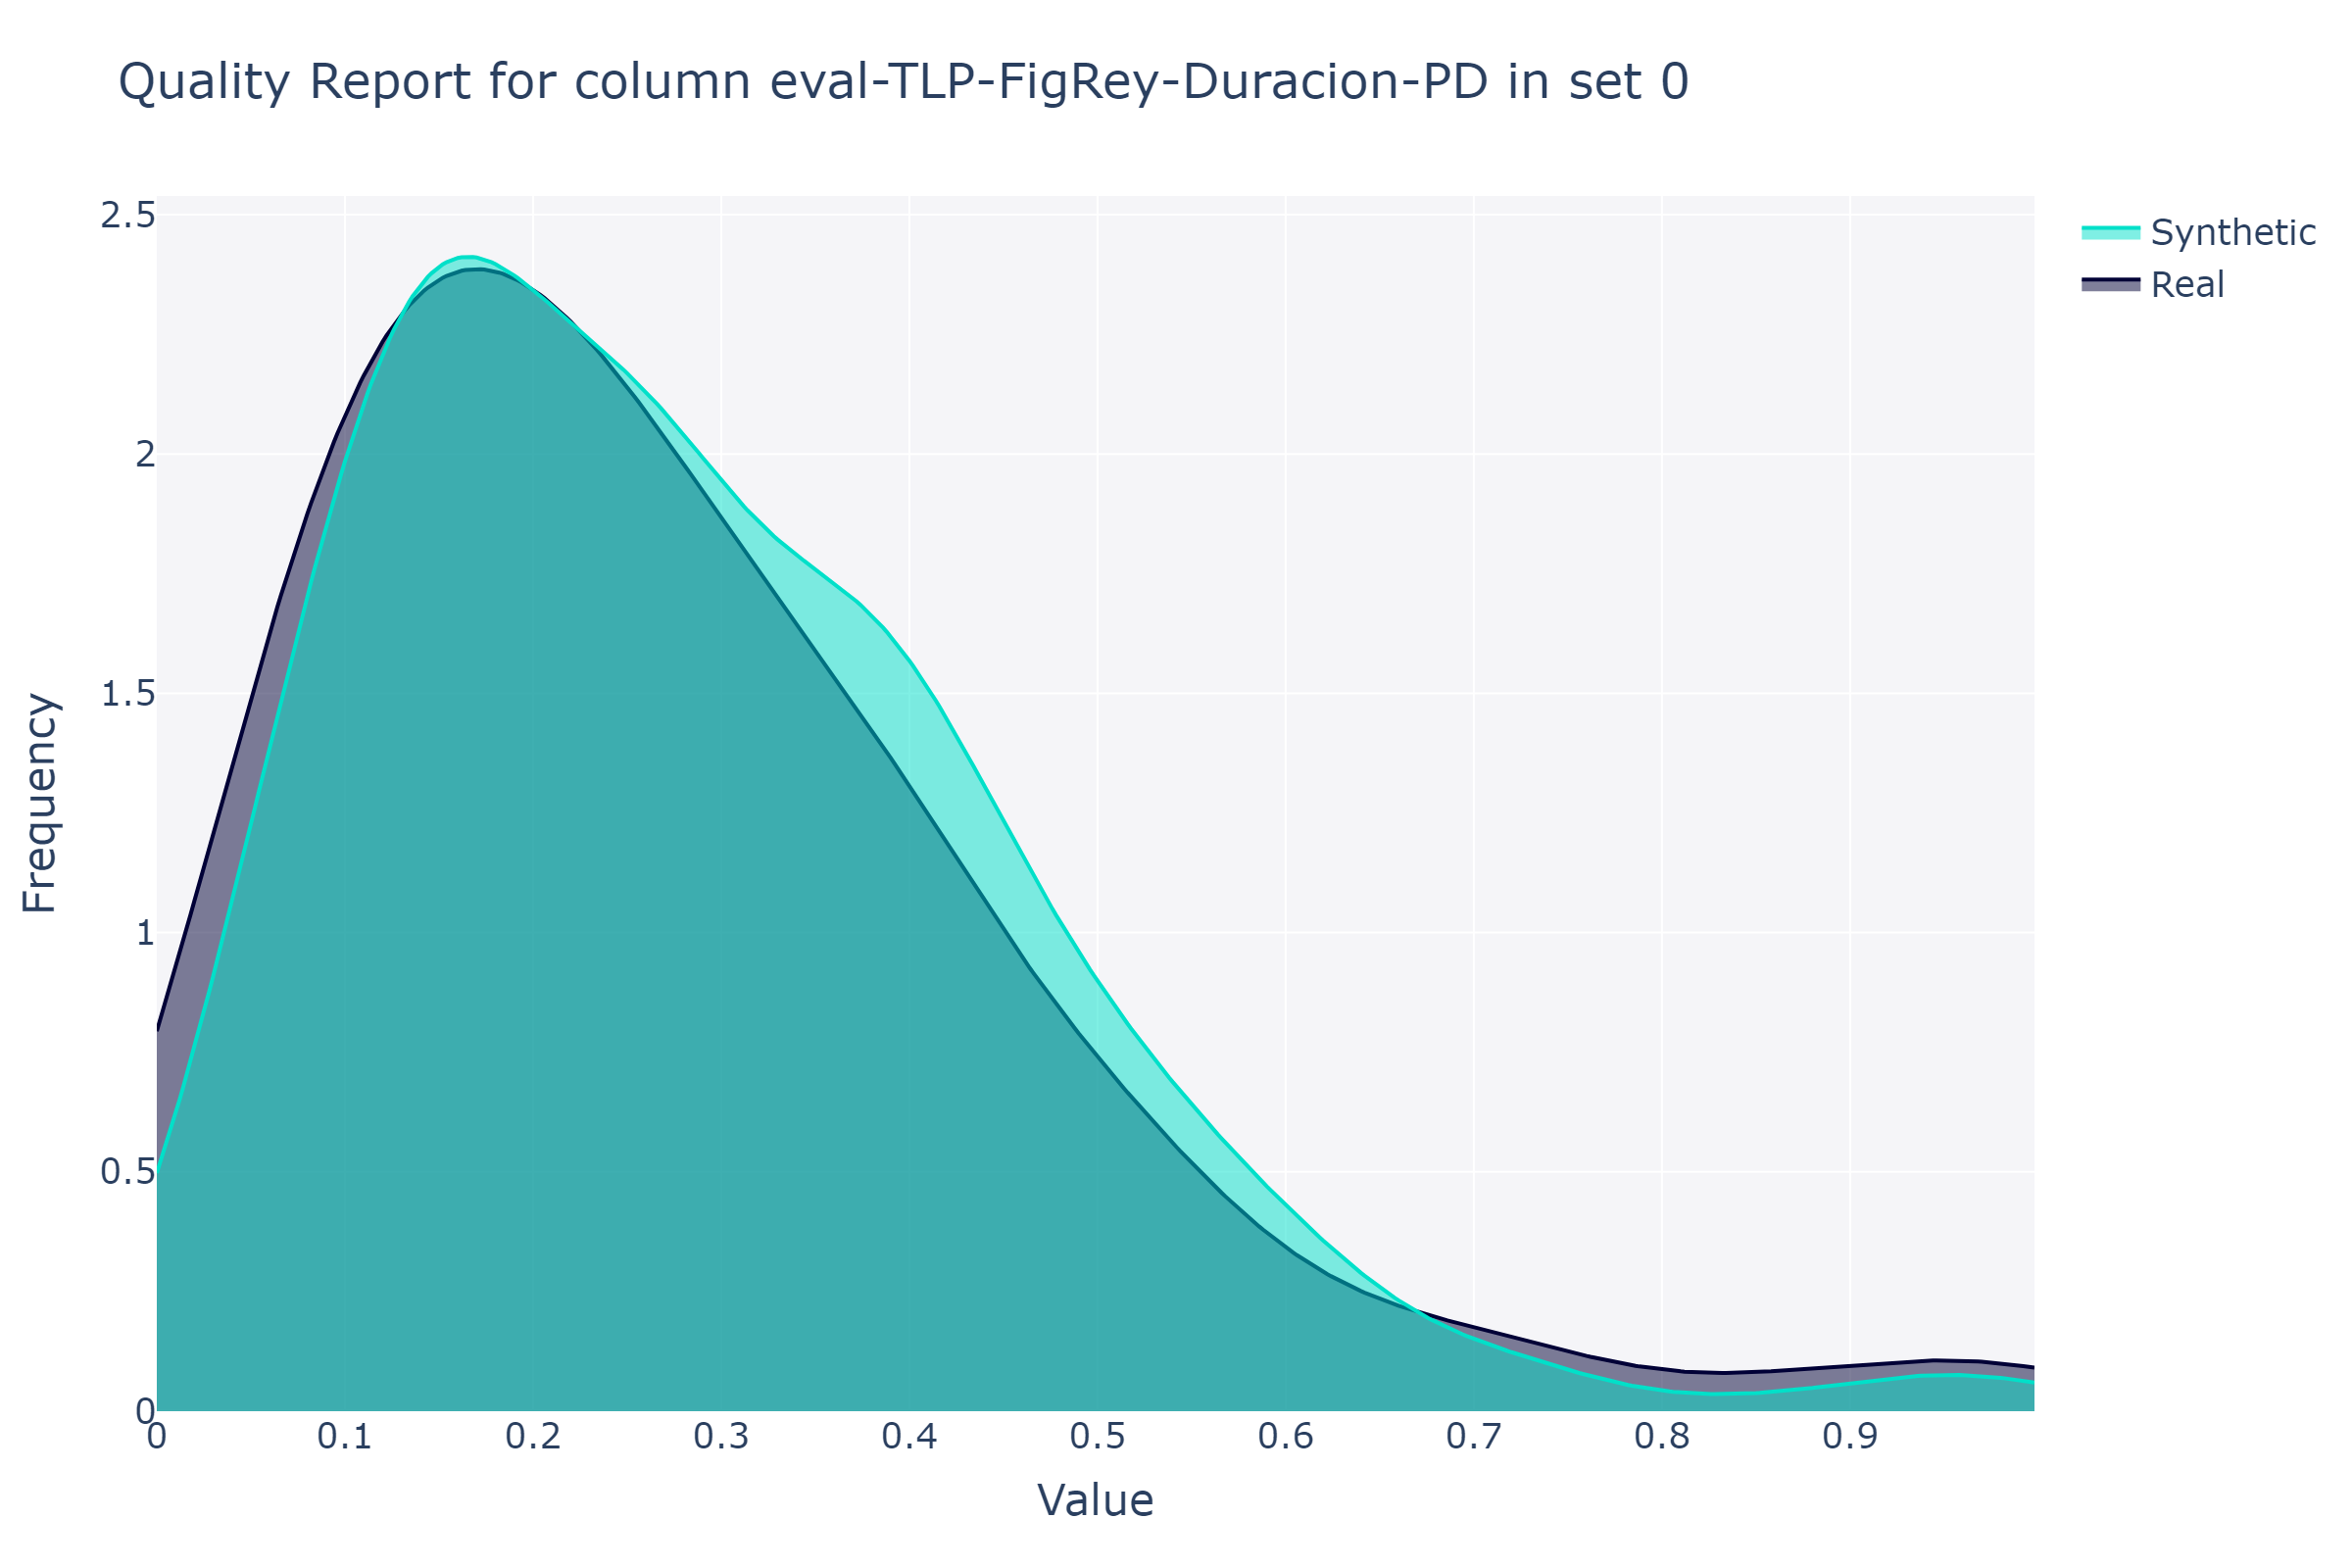 Quality Report for column eval-TLP-FigRey-Duracion-PD in set 0
Synthetic
Real
Frequency
2.5
2
1.5
1
0.5
0
0 0.1 0.2 0.3 0.4 0.5 0.6 0.7 0.8 0.9
Value